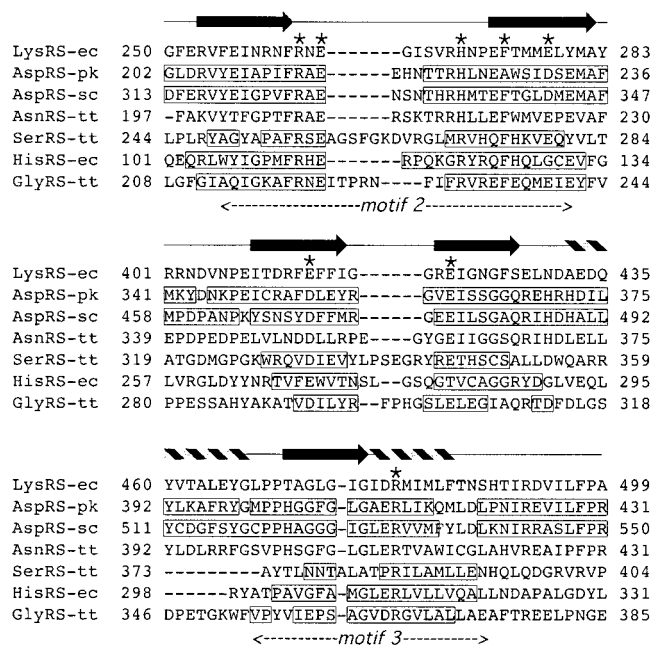 * * * * *
LysRS-ec 250 GFERVFEINRNFRNE-------GISVRHNPEFTMMELYMAY 283
AspRS-pk 202 GLDRVYEIAPIFRAE------EHNTTRHLNEAWSIDSEMAF 236
AspRS-sc 313 DFERVYEIGPVFRAE------NSNTHRHMTEFTGLDMEMAF 347
AsnRS-tt 197 -FAKVYTFGPTFRAE------RSKTRRHLLEFWMVEPEVAF 230
SerRS-tt 244 LPLRYAGYAPAFRSEAGSFGKDVRGLMRVHQFHKVEQYVLT 284
HisRS-ec 101 QEQRLWYIGPMFRHE-----RPQKGRYRQFHQLGCEVFG 134
GlyRS-tt 208 LGFGIAQIGKAFRNEITPRN---FIFRVREFEQMEIEYFV 244
<----------motif 2---------->
* *
LysRS-ec 401 RRNDVNPEITDRFEFFIG------GREIGNGFSELNDAEDQ 435
AspRS-pk 341 MKYDNKPEICRAFDLEYR------GVEISSGGQREHRHDIL 375
AspRS-sc 458 MPDPANPKYSNSYDFFMR------GEEILSGAQRIHDHALL 492
AsnRS-tt 339 EPDPEDPELVLNDDLLRPE----GYGEIIGGSQRIHDLELL 375
SerRS-tt 319 ATGDMGPGKWRQVDIEVYLPSEGRYRETHSCSALLDWQARR 359
HisRS-ec 257 LVRGLDYYNRTVFEWVTNSL--GSQGTVCAGGRYDGLVEQL 295
GlyRS-tt 280 PPESSAHYAKATVDILYR--FPHGSLELEGIAQRTDFDLGS 318
*
LysRS-ec 460 YVTALEYGLPPTAGLG-IGIDRMIMLFTNSHTIRDVILFPA 499
AspRS-pk 392 YLKAFRYGMPPHGGFG-LGAERLIKQMLDLPNIREVILFPR 431
AspRS-sc 511 YCDGFSYGCPPHAGGG-IGLERVVMFYLDLKNIRRASLFPR 550
AsnRS-tt 392 YLDLRRFGSVPHSGFG-LGLERTVAWICGLAHVREAIPFPR 431
SerRS-tt 373 ---------AYTLNNTALATPRILAMLLENHQLQDGRVRVP 404
HisRS-ec 298 ------RYATPAVGFA-MGLERLVLLVQALLNDAPALGDYL 331
GlyRS-tt 346 DPETGKWFVPYVIEPS-AGVDRGVLALLAEAFTREELPNGE 385
<--------motif 3-------->